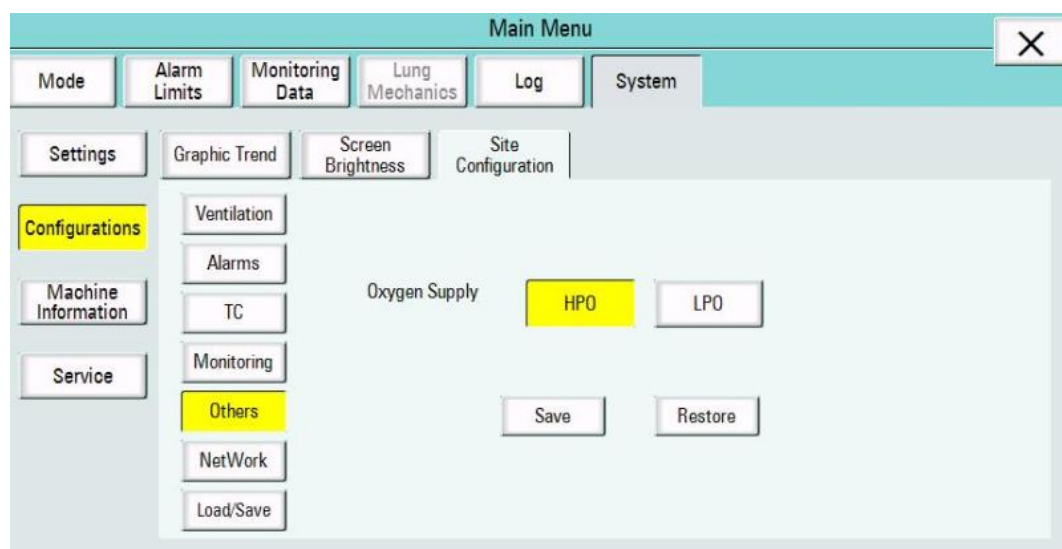 Main Menu
Mode
Alarm
Limits
Monitoring
Data
Lung
Mechanics
Log
System
Settings
Graphic Trend
Screen
Brightness
Site
Configuration
Configurations
Machine
Information
Service
Ventilation
Alarms
TC
Monitoring
Others
NetWork
Load/Save
Oxygen Supply
HPO
LPO
Save
Restore